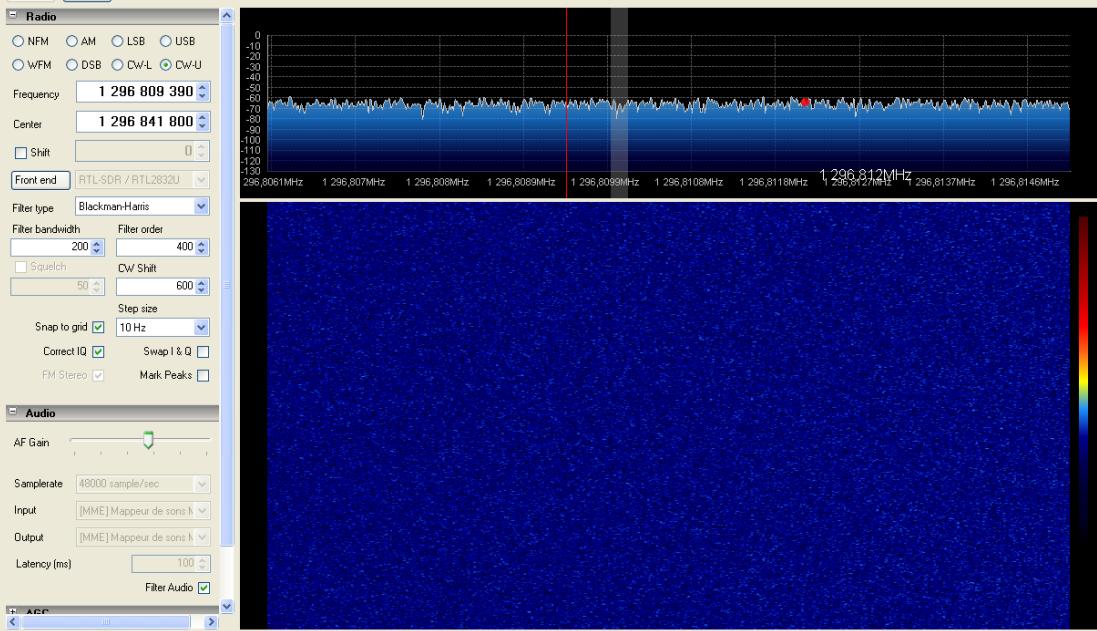 Radio
NFM AM LSB USB
WFM DSB CW-L CW-U
Frequency 1 296 809 390
Center 1 296 841 800
Shift 0
Front end RTL-SDR / RTL2832U
Filter type Blackman-Harris
Filter bandwidth Filter order
200 400
Squelch CW Shift
50 600
Step size
Snap to grid 10 Hz
Correct IQ Swap I & Q
FM Stereo Mark Peaks
Audio
AF Gain
Samplerate 48000 sample/sec
Input [MME] Mappeur de sons
Output [MME] Mappeur de sons
Latency (ms) 100
Filter Audio
AGC
0
-10
-20
-30
-40
-50
-60
-70
-80
-90
-100
-110
-120
-130
296,8061MHz 1 296,807MHz 1 296,808MHz 1 296,8089MHz 1 296,8099MHz 1 296,8108MHz 1 296,8118MHz 1 296,8127MHz 1 296,8137MHz 1 296,8146MHz
1 296,812MHz